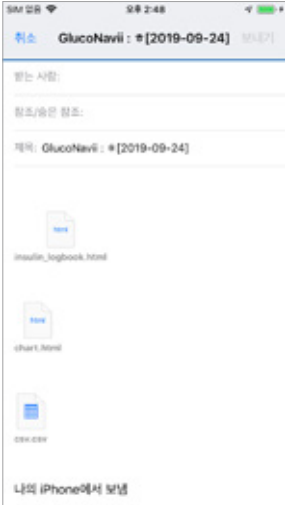 SIM 없음 오후 2:48
취소 GlucoNavii : ㅎ[2019-09-24] 보내기
받는 사람:
참조/숨은 참조:
제목: GlucoNavii : ㅎ[2019-09-24]
html
insulin_logbook.html
html
chart.html
csv.csv
나의 iPhone에서 보냄